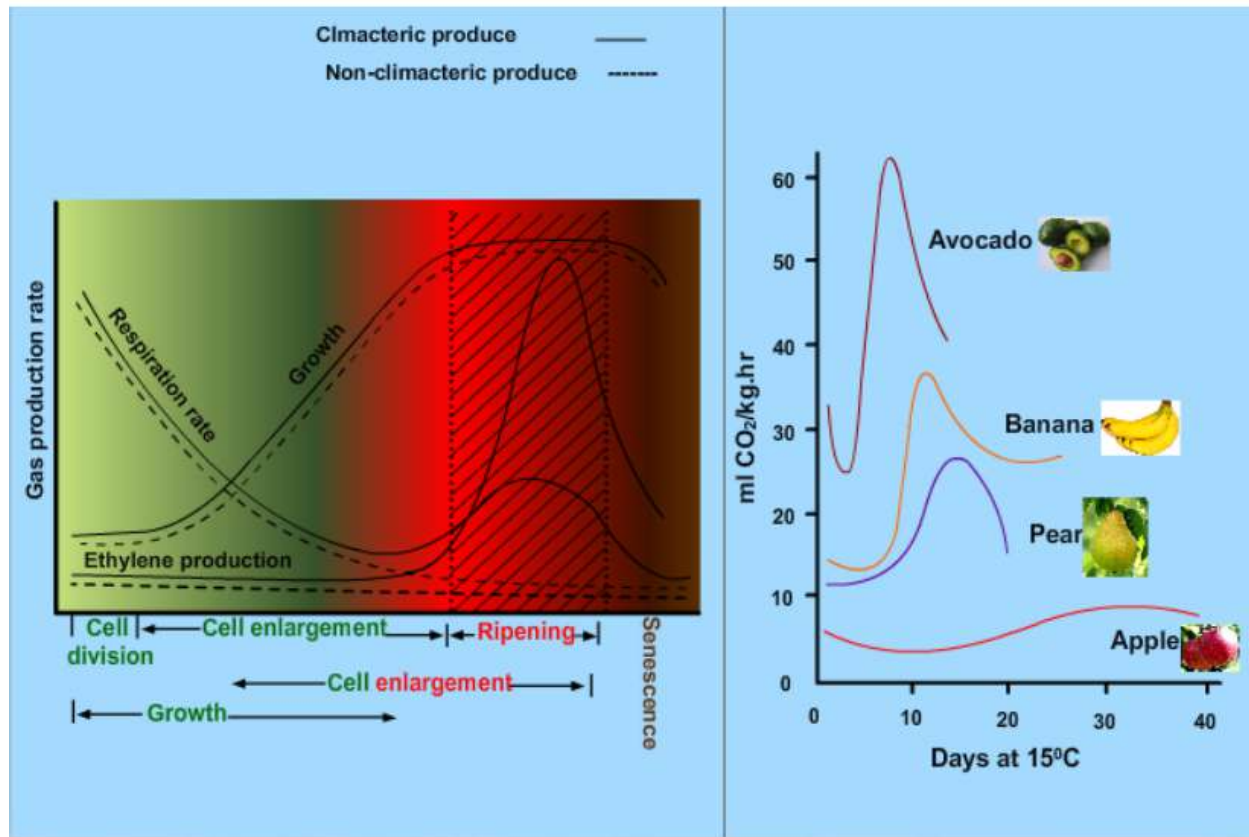 Clmacteric produce
Non-climacteric produce
Gas production rate
Respiration rate
Growth
Ethylene production
Cell division
Cell enlargement
Ripening
Senescence
Cell enlargement
Growth
ml CO₂/kg.hr
60
50
40
30
20
10
0
Avocado
Banana
Pear
Apple
0 10 20 30 40
Days at 15⁰C